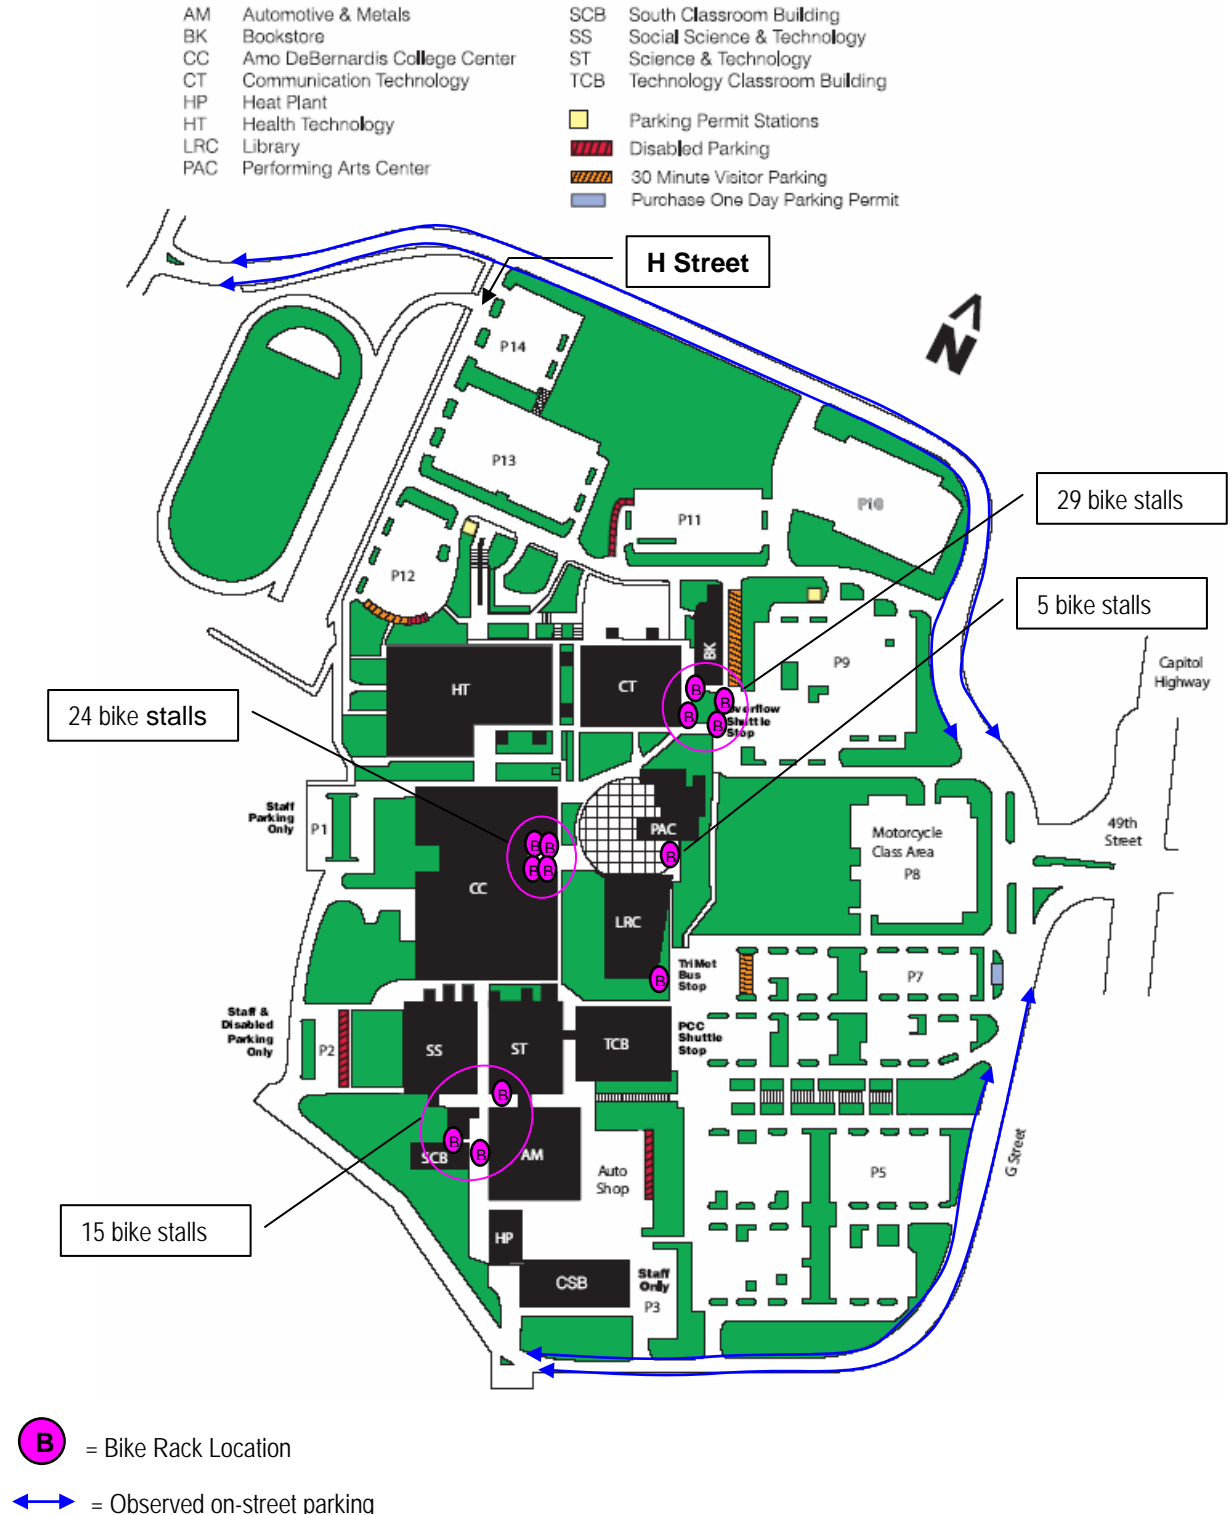 AM Automotive & Metals
BK Bookstore
CC Amo DeBernardis College Center
CT Communication Technology
HP Heat Plant
HT Health Technology
LRC Library
PAC Performing Arts Center
SCB South Classroom Building
SS Social Science & Technology
ST Science & Technology
TCB Technology Classroom Building
Parking Permit Stations
Disabled Parking
30 Minute Visitor Parking
Purchase One Day Parking Permit
H Street
N
P14
P13
29 bike stalls
P10
P11
P12
5 bike stalls
BK
P9
Capitol
Highway
HT
CT
24 bike stalls
B
B
B
B
Overflow
Shuttle
Stop
Staff
Parking
Only
P1
PAC
Motorcycle
Class Area
P8
49th
Street
B
B
B
B
B
CC
LRC
B
TriMet
Bus
Stop
P7
Staff &
Disabled
Parking
Only
P2
SS
ST
TCB
PCC
Shuttle
Stop
B
B
B
SCB
AM
Auto
Shop
P5
G Street
15 bike stalls
HP
CSB
Staff
Only
P3
B = Bike Rack Location
= Observed on-street parking